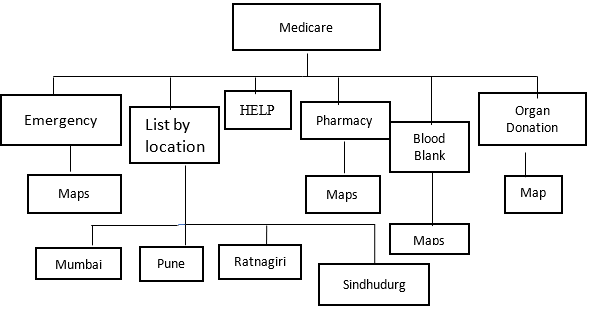 Medicare
Emergency
List by
location
HELP
Pharmacy
Blood
Blank
Organ
Donation
Maps
Maps
Maps
Map
Mumbai
Pune
Ratnagiri
Sindhudurg